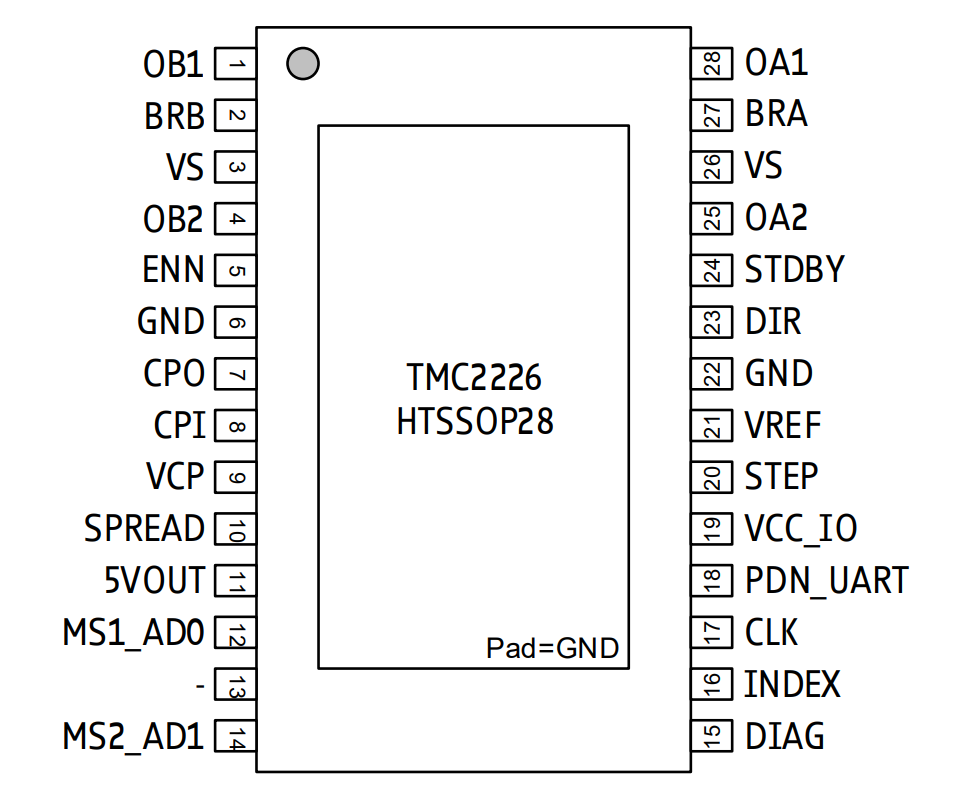 OB1 1 28 OA1
BRB 2 27 BRA
VS 3 26 VS
OB2 4 25 OA2
ENN 5 24 STDBY
GND 6 23 DIR
CPO 7 22 GND
CPI 8 21 VREF
VCP 9 20 STEP
SPREAD 10 19 VCC_IO
5VOUT 11 18 PDN_UART
MS1_AD0 12 17 CLK
- 13 16 INDEX
MS2_AD1 14 15 DIAG
TMC2226
HTSSOP28
Pad=GND